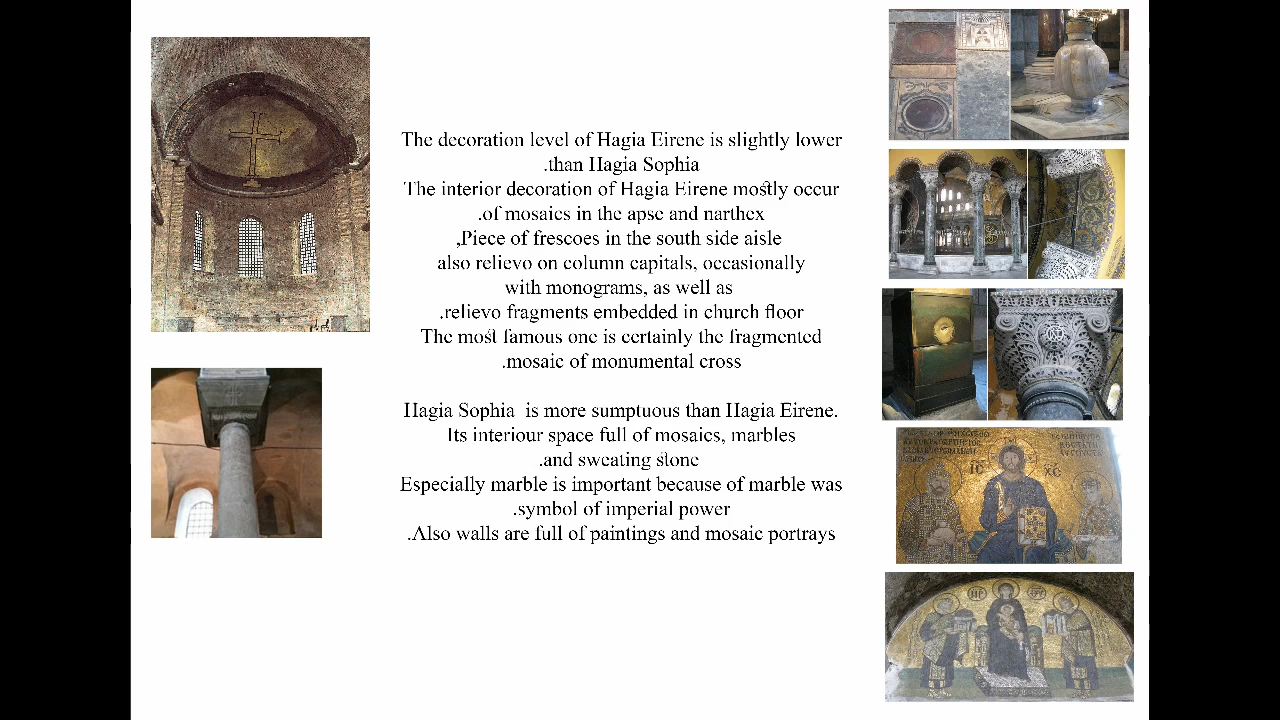 The decoration level of Hagia Eirene is slightly lower
.than Hagia Sophia
The interior decoration of Hagia Eirene mostly occur
.of mosaics in the apse and narthex
,Piece of frescoes in the south side aisle
also relievo on column capitals, occasionally
with monograms, as well as
.relievo fragments embedded in church floor
The most famous one is certainly the fragmented
.mosaic of monumental cross
Hagia Sophia  is more sumptuous than Hagia Eirene.
Its interiour space full of mosaics, marbles
.and sweating stone
Especially marble is important because of marble was
.symbol of imperial power
.Also walls are full of paintings and mosaic portrays
IC XC